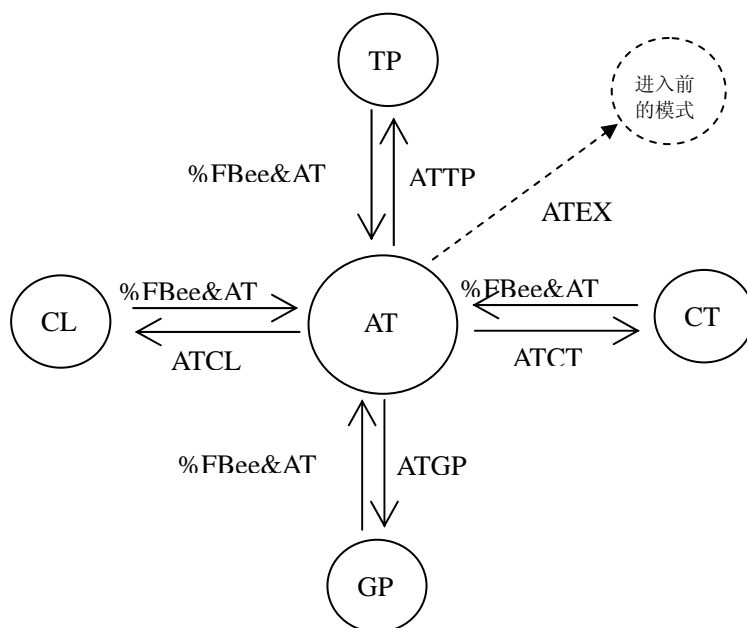 TP
进入前
的模式
%FBee&AT
ATTP
ATEX
%FBee&AT
%FBee&AT
CL
AT
CT
ATCL
ATCT
%FBee&AT
ATGP
GP